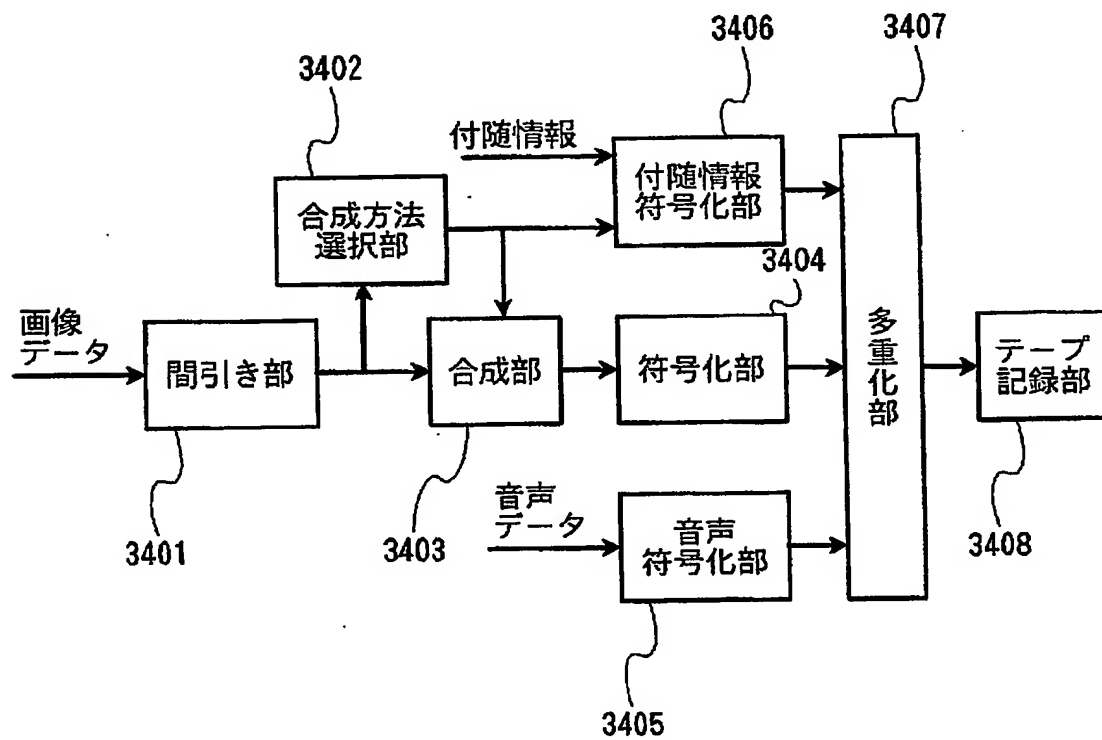 3406
3407
3402
付随情報
付随情報
符号化部
合成方法
選択部
3404
画像
データ
間引き部
合成部
符号化部
多重化部
テープ
記録部
音声
データ
音声
符号化部
3401
3403
3408
3405